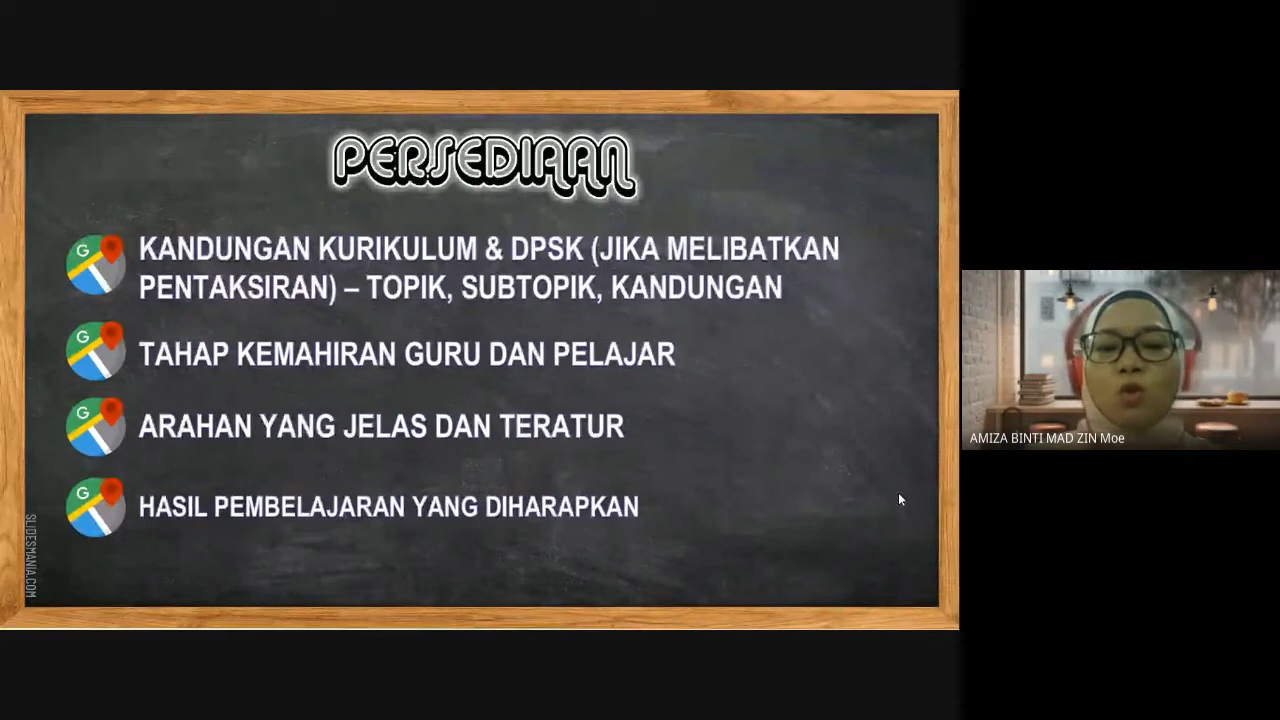 PERSEDIAAN
KANDUNGAN KURIKULUM & DPSK (JIKA MELIBATKAN
PENTAKSIRAN) – TOPIK, SUBTOPIK, KANDUNGAN
TAHAP KEMAHIRAN GURU DAN PELAJAR
ARAHAN YANG JELAS DAN TERATUR
HASIL PEMBELAJARAN YANG DIHARAPKAN
SLIDESMANIA.COM
AMIZA BINTI MAD ZIN Moe